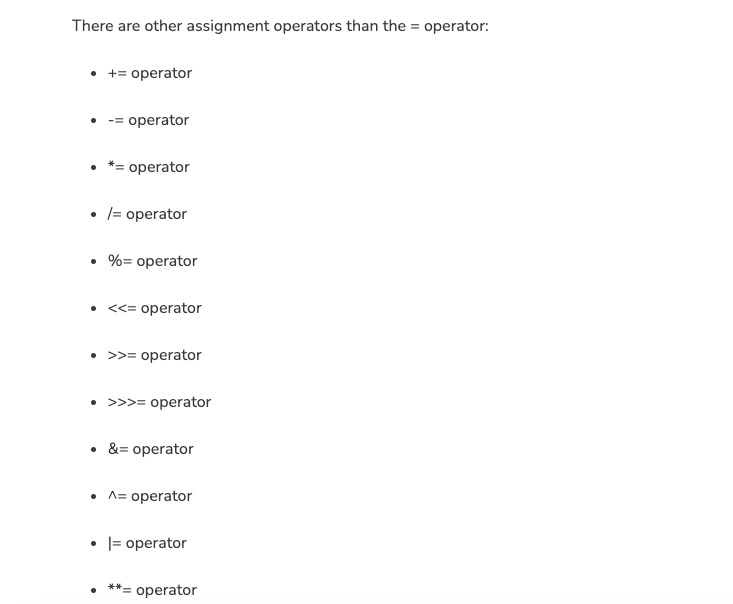 There are other assignment operators than the = operator:
• += operator
• -= operator
• *= operator
• /= operator
• %= operator
• <<= operator
• >>= operator
• >>>= operator
• &= operator
• ^= operator
• |= operator
• **= operator